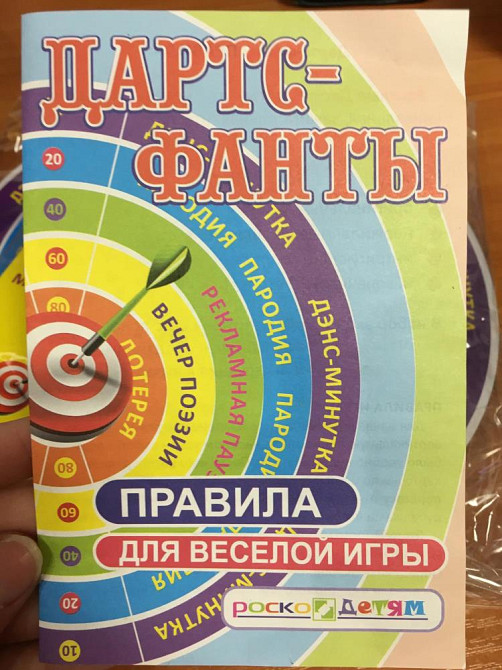 ДАРТС-
ФАНТЫ
20
40
60
80
ДЭНС-МИНУТКА
ПАРОДИЯ ПАРОДИЯ
РЕКЛАМНАЯ
ВЕЧЕР ПОЭЗИИ
ЛОТЕРЕЯ
80
60
40
20
10
ПРАВИЛА
ДЛЯ ВЕСЕЛОЙ ИГРЫ
РОСКО ДЕТЯМ